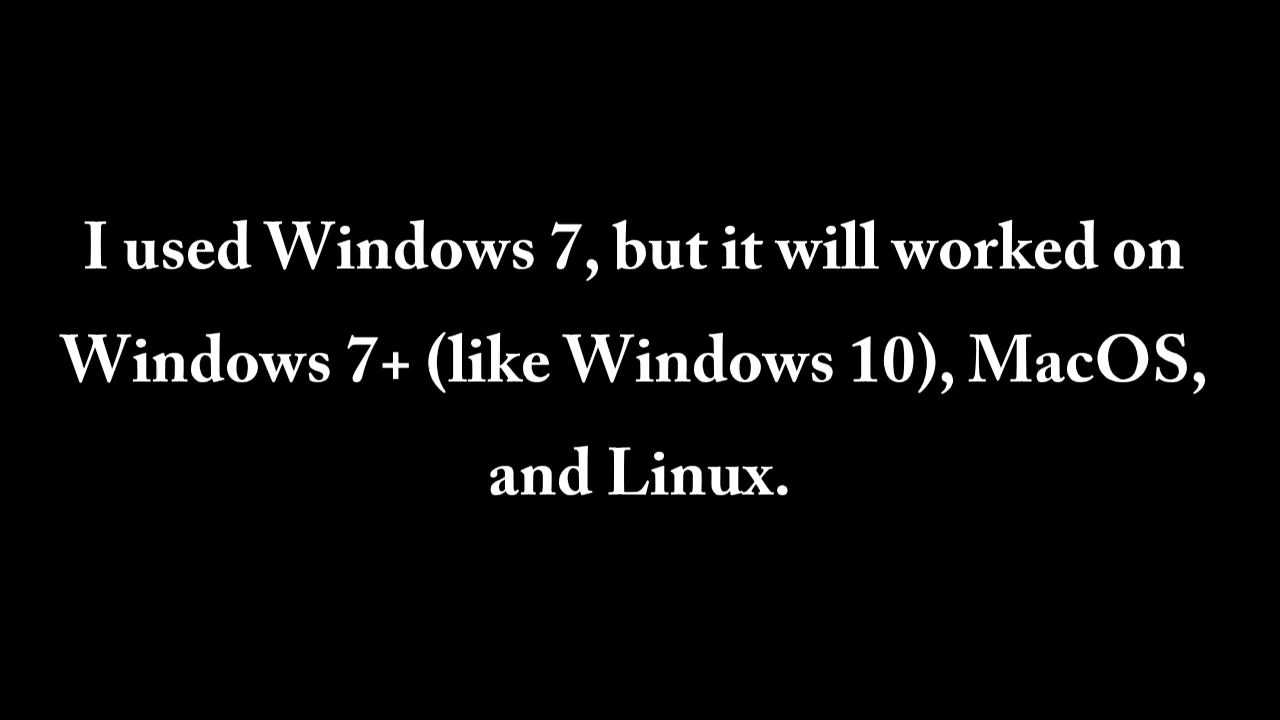 I used Windows 7, but it will worked on
Windows 7+ (like Windows 10), MacOS,
and Linux.